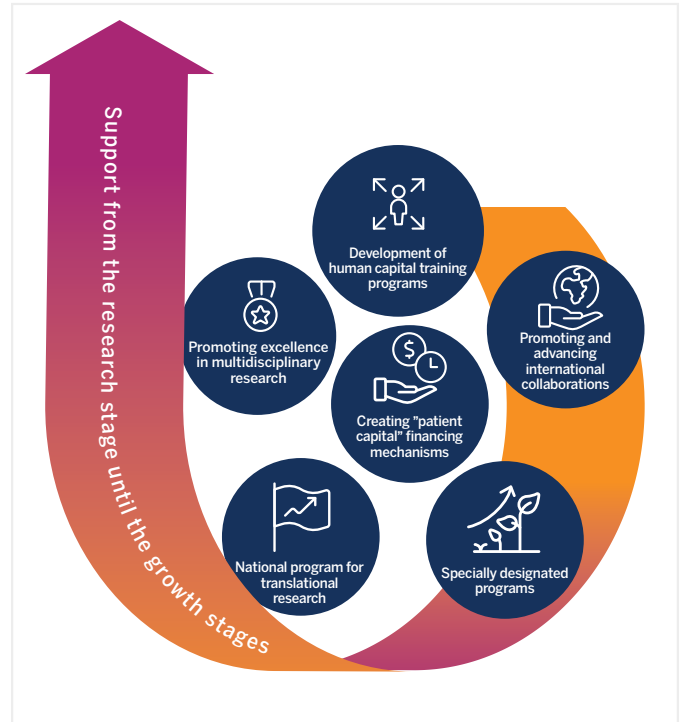 Support from the research stage until the growth stages
Development of
human capital training
programs
Promoting excellence
in multidisciplinary
research
Promoting and
advancing
international
collaborations
$
Creating "patient
capital" financing
mechanisms
National program for
translational
research
Specially designated
programs